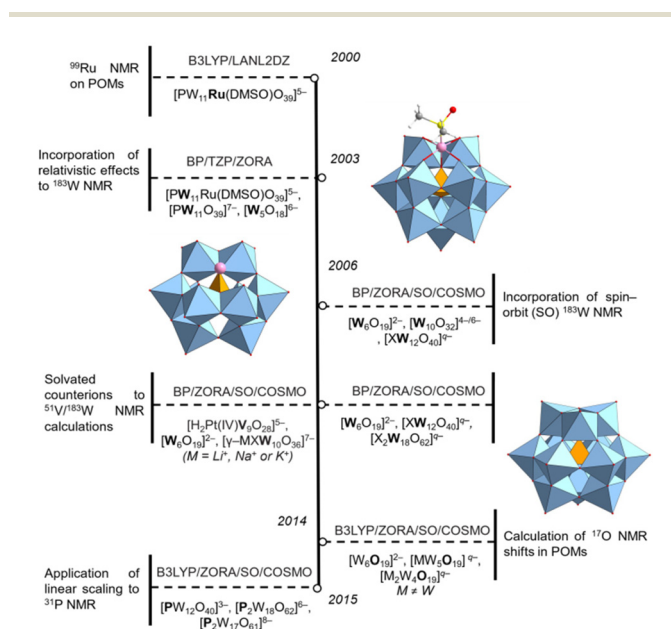 ⁹⁹Ru NMR
on POMs
B3LYP/LANL2DZ
[PW₁₁Ru(DMSO)O₃₉]⁵⁻
2000
Incorporation of
relativistic effects
to ¹⁸³W NMR
BP/TZP/ZORA
[PW₁₁Ru(DMSO)O₃₉]⁵⁻,
[PW₁₁O₃₉]⁷⁻, [W₅O₁₈]⁶⁻
2003
2006
BP/ZORA/SO/COSMO
[W₆O₁₉]²⁻, [W₁₀O₃₂]⁴⁻/⁶⁻
, [XW₁₂O₄₀]q⁻
Incorporation of spin–
orbit (SO) ¹⁸³W NMR
Solvated
counterions to
⁵¹V/¹⁸³W NMR
calculations
BP/ZORA/SO/COSMO
[H₂Pt(IV)V₉O₂₈]⁵⁻,
[W₆O₁₉]²⁻, [γ–MXW₁₀O₃₆]⁷⁻
(M = Li⁺, Na⁺ or K⁺)
BP/ZORA/SO/COSMO
[W₆O₁₉]²⁻, [XW₁₂O₄₀]q⁻,
[X₂W₁₈O₆₂]q⁻
2014
B3LYP/ZORA/SO/COSMO
[W₆O₁₉]²⁻, [MW₅O₁₉] q⁻,
[M₂W₄O₁₉]q⁻
M ≠ W
Calculation of ¹⁷O NMR
shifts in POMs
Application of
linear scaling to
³¹P NMR
B3LYP/ZORA/SO/COSMO
[PW₁₂O₄₀]³⁻, [P₂W₁₈O₆₂]⁶⁻,
[P₂W₁₇O₆₁]⁸⁻
2015